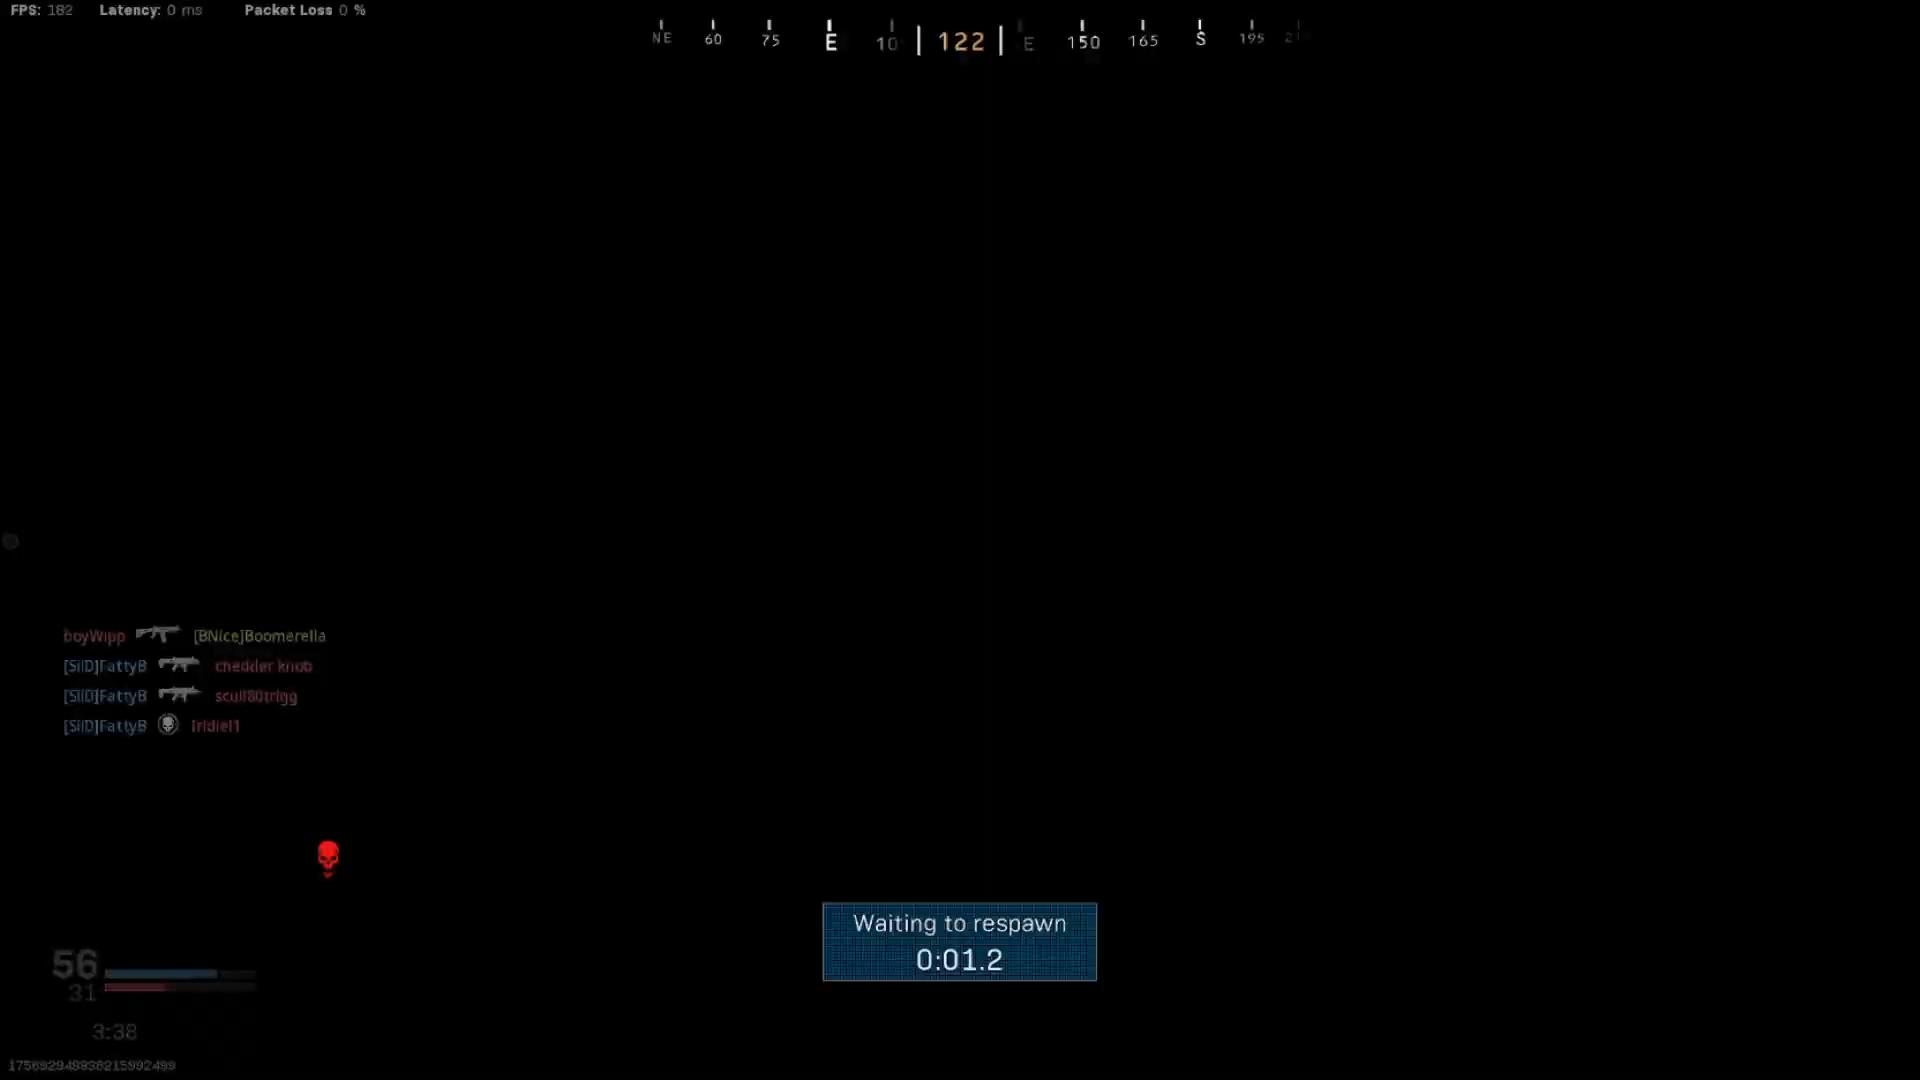 FPS: 182 Latency: 0 ms Packet Loss 0 %
NE 60 75 E 10 122 E 150 165 S 195
boyWipp [BNice]Boomerella
[SilD]FattyB chedder knob
[SilD]FattyB scull80trigg
[SilD]FattyB
Waiting to respawn
0:01.2
56
31
3:38